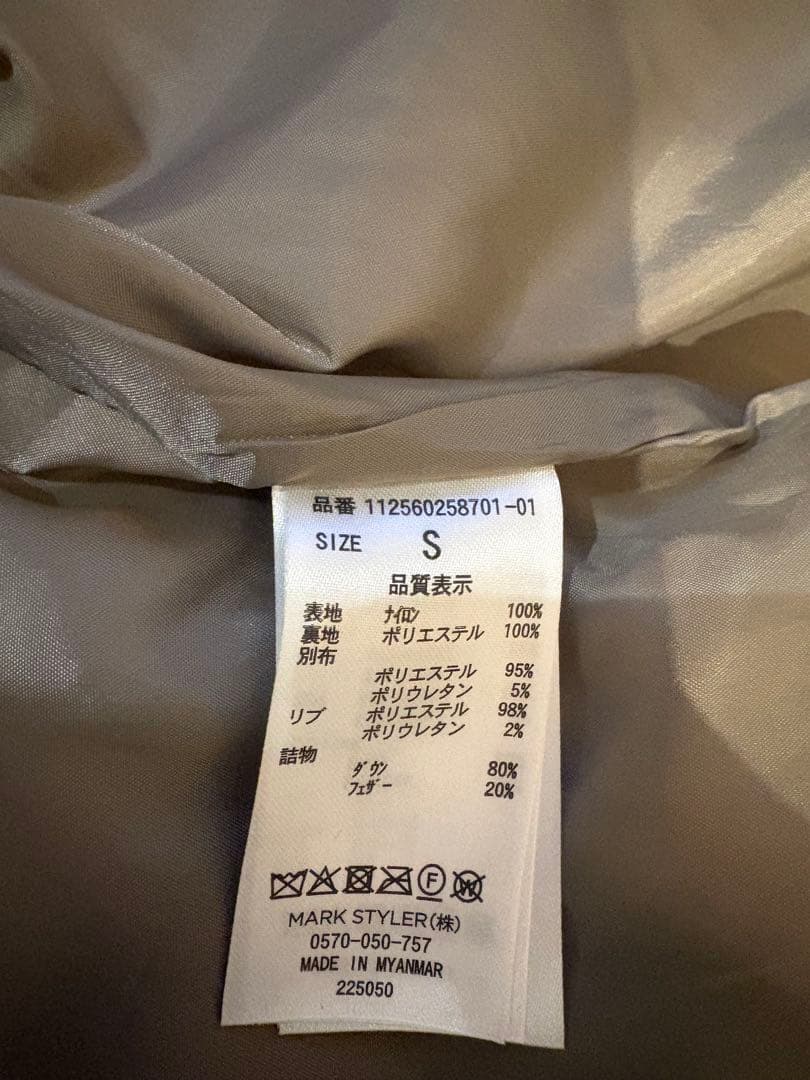 品番 112560258701-01
SIZE S
品質表示
表地 ﾅｲﾛﾝ 100%
裏地 ポリエステル 100%
別布
ポリエステル 95%
ポリウレタン 5%
リブ ポリエステル 98%
ポリウレタン 2%
詰物
ﾀﾞｳﾝ 80%
ﾌｪｻﾞｰ 20%
F W
MARK STYLER(株)
0570-050-757
MADE IN MYANMAR
225050